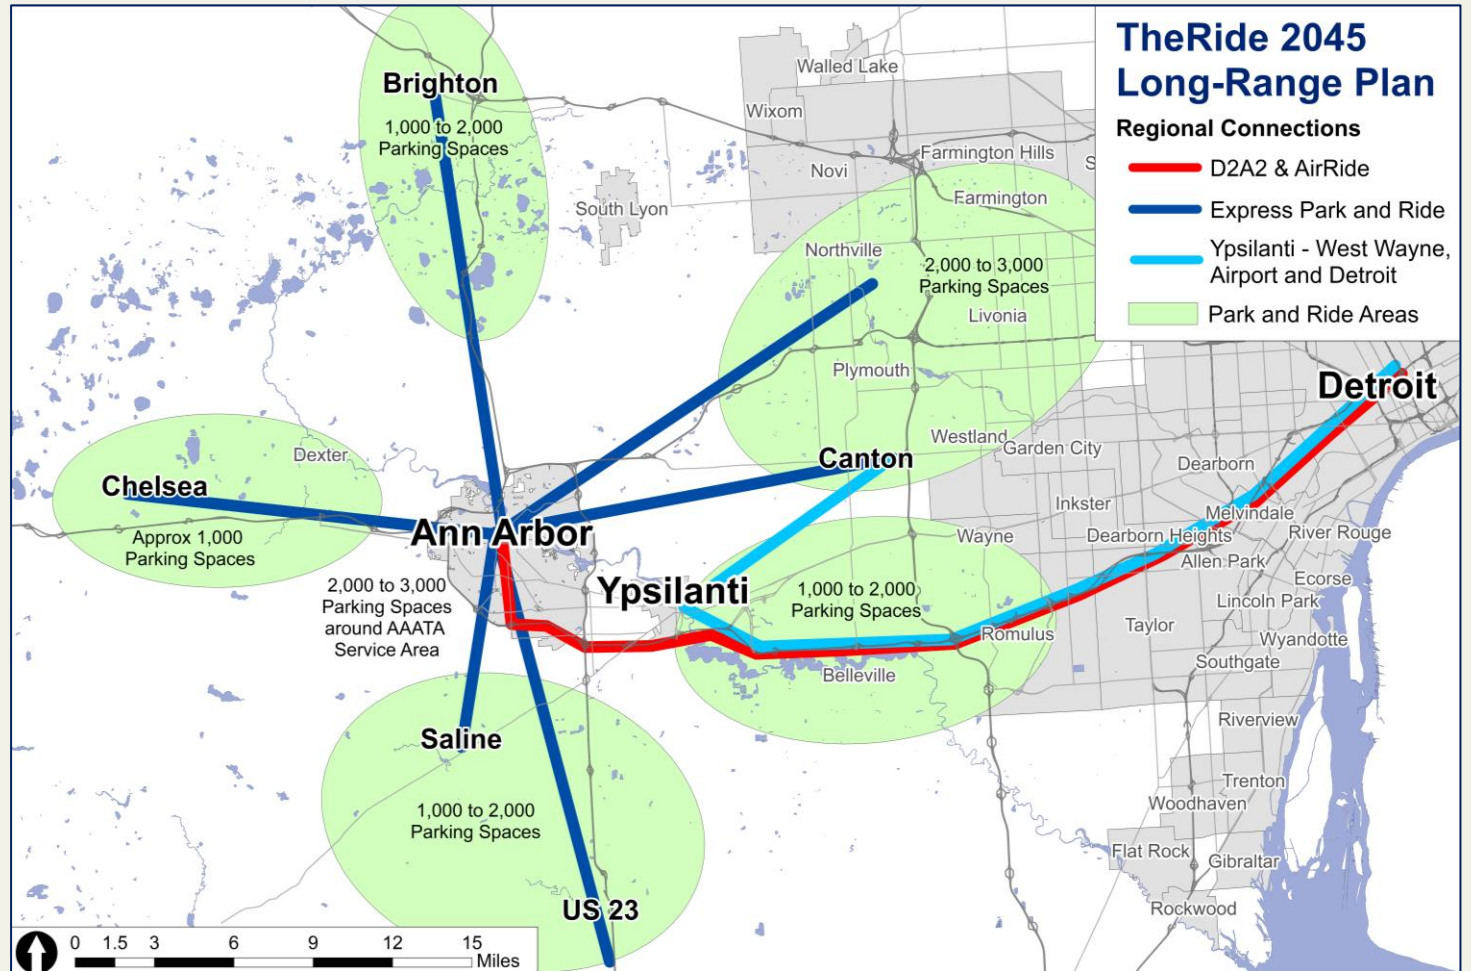 TheRide 2045
Long-Range Plan
Regional Connections
D2A2 & AirRide
Express Park and Ride
Ypsilanti - West Wayne,
Airport and Detroit
Park and Ride Areas
Walled Lake
Brighton
Wixom
1,000 to 2,000
Parking Spaces
Farmington Hills
S
Novi
Farmington
South Lyon
Northville
2,000 to 3,000
Parking Spaces
Livonia
Plymouth
Detroit
Westland
Garden City
Dexter
Canton
Dearborn
Chelsea
Inkster
Melvindale
Ann Arbor
Approx 1,000
Parking Spaces
Wayne
Dearborn Heights
River Rouge
Allen Park
Ecorse
2,000 to 3,000
Parking Spaces
around AAATA
Service Area
Ypsilanti
1,000 to 2,000
Parking Spaces
Lincoln Park
Romulus
Taylor
Wyandotte
Southgate
Belleville
Riverview
Saline
Trenton
Woodhaven
1,000 to 2,000
Parking Spaces
Flat Rock
Gibraltar
US 23
Rockwood
0 1.5 3 6 9 12 15
Miles